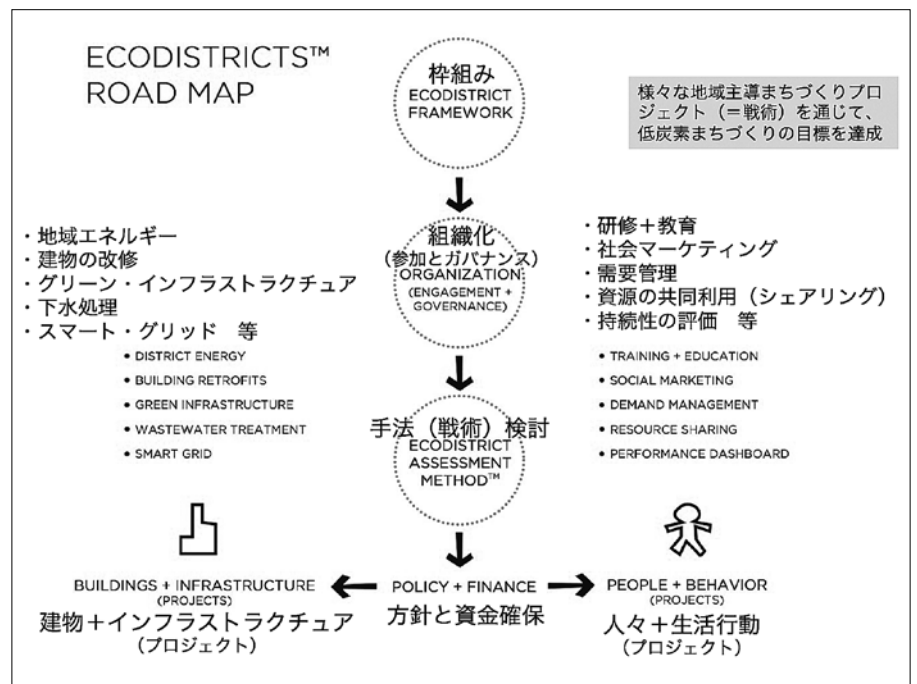 ECODISTRICTS™
ROAD MAP
枠組み
ECODISTRICT
FRAMEWORK
様々な地域主導まちづくりプロ
ジェクト（＝戦術）を通じて、
低炭素まちづくりの目標を達成
・地域エネルギー
・建物の改修
・グリーン・インフラストラクチュア
・下水処理
・スマート・グリッド　等
• DISTRICT ENERGY
• BUILDING RETROFITS
• GREEN INFRASTRUCTURE
• WASTEWATER TREATMENT
• SMART GRID
組織化
（参加とガバナンス）
ORGANIZATION
(ENGAGEMENT +
GOVERNANCE)
・研修＋教育
・社会マーケティング
・需要管理
・資源の共同利用（シェアリング）
・持続性の評価　等
• TRAINING + EDUCATION
• SOCIAL MARKETING
• DEMAND MANAGEMENT
• RESOURCE SHARING
• PERFORMANCE DASHBOARD
手法（戦術）検討
ECODISTRICT
ASSESSMENT
METHOD™
BUILDINGS + INFRASTRUCTURE
(PROJECTS)
建物＋インフラストラクチュア
（プロジェクト）
POLICY + FINANCE
方針と資金確保
PEOPLE + BEHAVIOR
(PROJECTS)
人々＋生活行動
（プロジェクト）